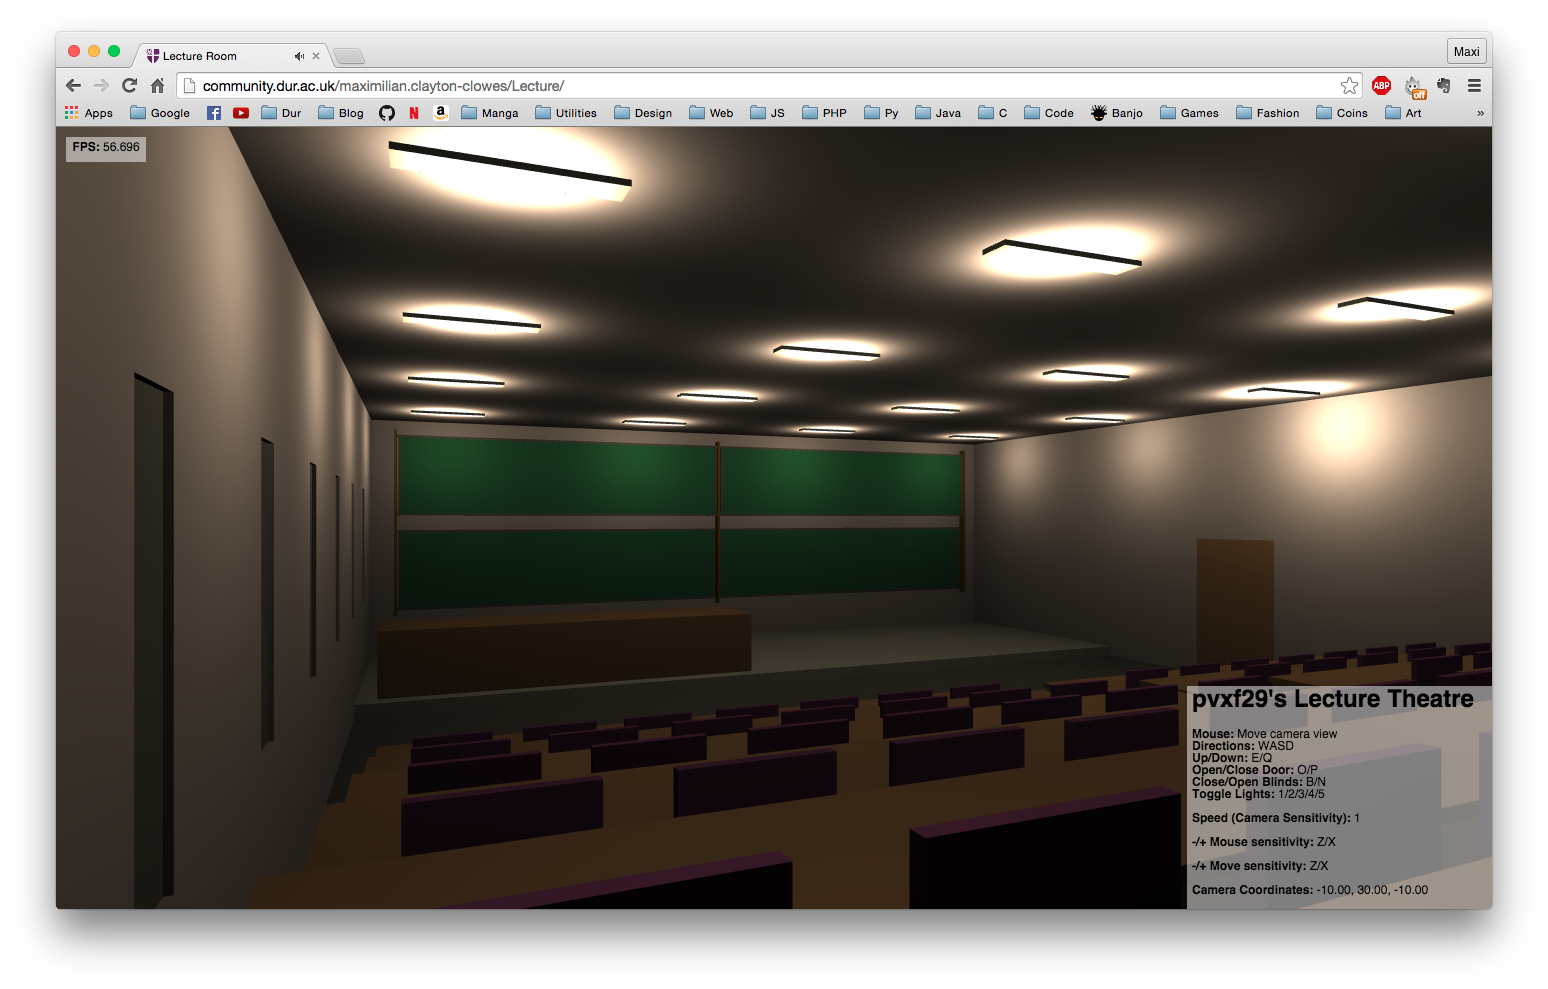 Lecture Room
Maxi
community.dur.ac.uk/maximilian.clayton-clowes/Lecture/
ABP
off
Apps Google Dur Blog N a Manga Utilities Design Web JS PHP Py Java C Code Banjo Games Fashion Coins Art »
FPS: 56.696
pvxf29's Lecture Theatre
Mouse: Move camera view
Directions: WASD
Up/Down: E/Q
Open/Close Door: O/P
Close/Open Blinds: B/N
Toggle Lights: 1/2/3/4/5
Speed (Camera Sensitivity): 1
-/+ Mouse sensitivity: Z/X
-/+ Move sensitivity: Z/X
Camera Coordinates: -10.00, 30.00, -10.00